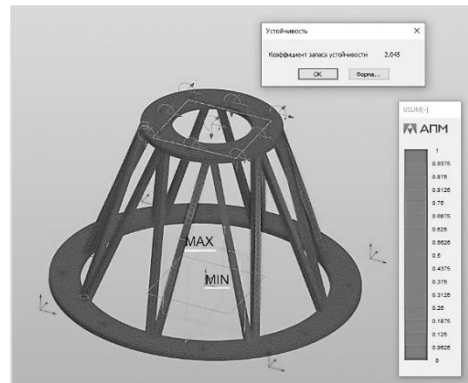 Устойчивость
Коэффициент запаса устойчивости 2.045
OK Форма...
USUM[-]
АПМ
1
0.9375
0.875
0.8125
0.75
0.6875
0.625
0.5625
0.5
0.4375
0.375
0.3125
0.25
0.1875
0.125
0.0625
0
MAX
MIN